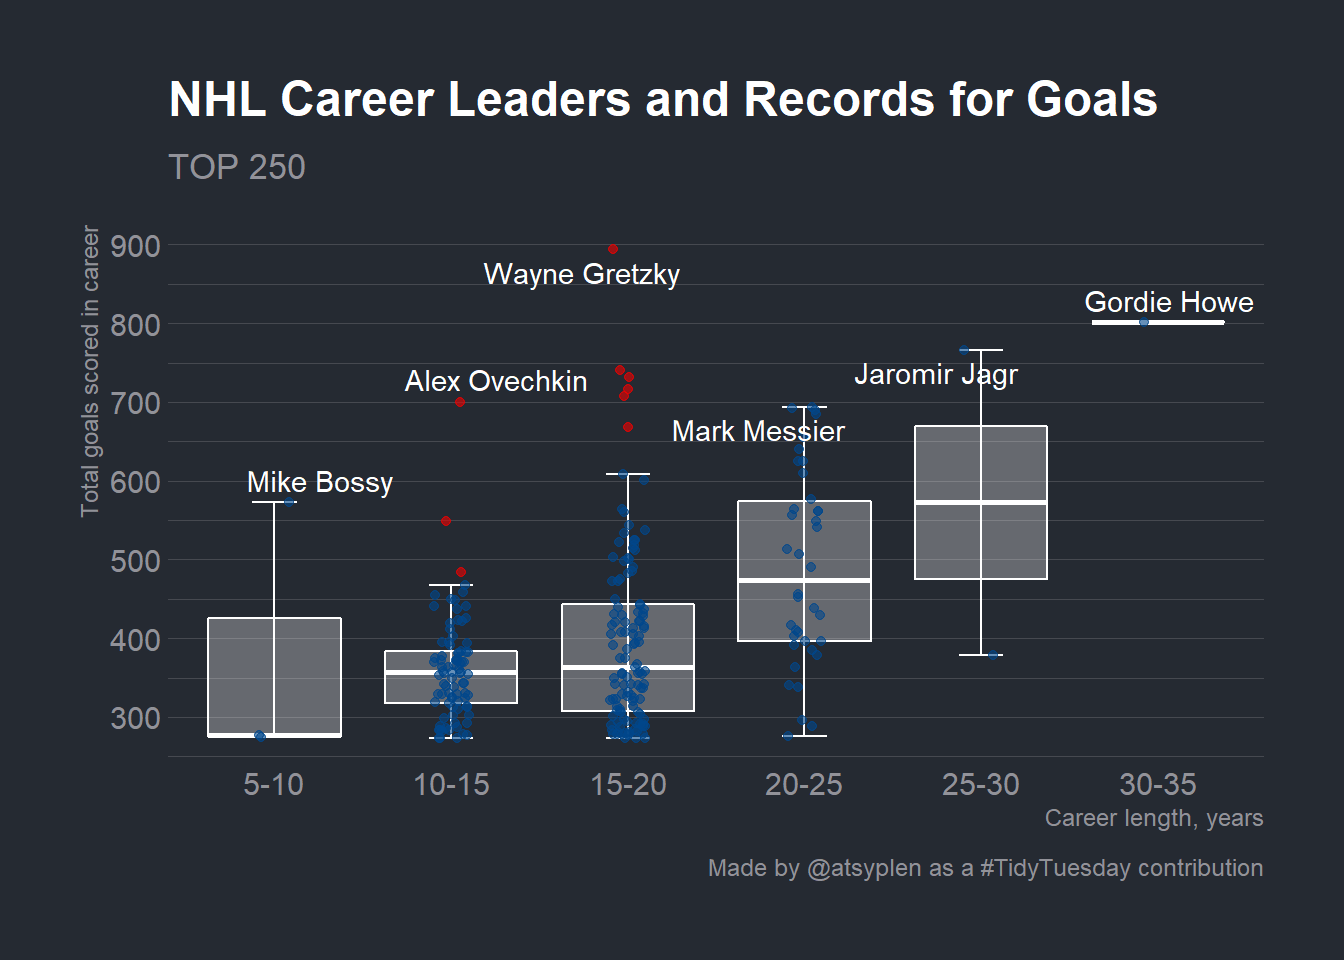 NHL Career Leaders and Records for Goals
TOP 250
Total goals scored in career
900
Wayne Gretzky
Gordie Howe
800
Jaromir Jagr
Alex Ovechkin
700
Mark Messier
Mike Bossy
600
500
400
300
5-10 10-15 15-20 20-25 25-30 30-35
Career length, years
Made by @atsyplen as a #TidyTuesday contribution